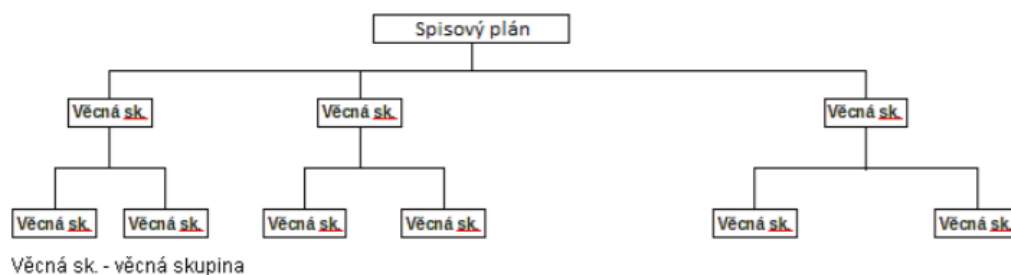 Spisový plán
Věcná sk. Věcná sk. Věcná sk.
Věcná sk. Věcná sk. Věcná sk. Věcná sk. Věcná sk. Věcná sk.
Věcná sk. - věcná skupina